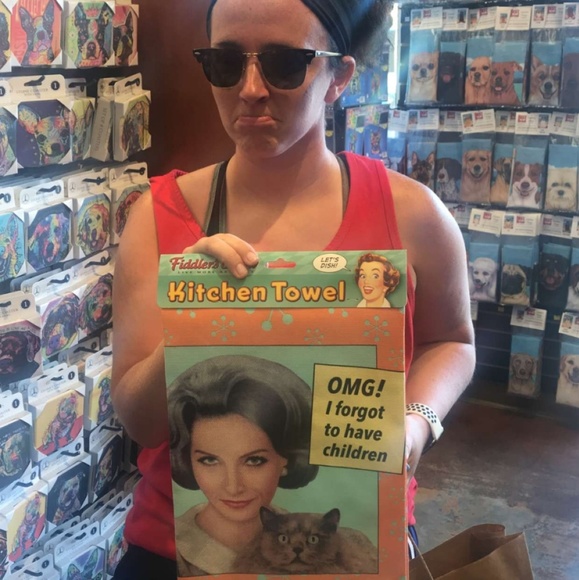 Fiddler's
LET'S
DISH!
Kitchen Towel
OMG!
I forgot
to have
children